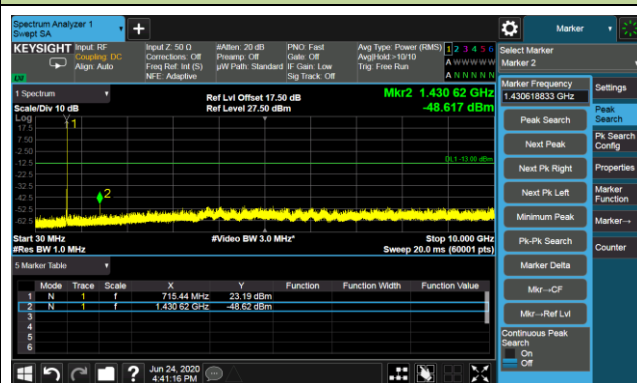 Spectrum Analyzer 1
Swept SA
+
Marker
KEYSIGHT Input: RF
Coupling: DC
Align: Auto
Input Z: 50 Ω
Corrections: Off
Freq Ref: Int (S)
NFE: Adaptive
#Atten: 20 dB
Preamp: Off
µW Path: Standard
PNO: Fast
Gate: Off
IF Gain: Low
Sig Track: Off
Avg Type: Power (RMS)
Avg|Hold:>10/10
Trig: Free Run
1 2 3 4 5 6
A W W W W W
A N N N N N
LXI
Select Marker
Marker 2
1 Spectrum
Scale/Div 10 dB
Ref Lvl Offset 17.50 dB
Ref Level 27.50 dBm
Mkr2 1.430 62 GHz
-48.617 dBm
Log
17.5
7.50
-2.50
-12.5
-22.5
-32.5
-42.5
-52.5
-62.5
1
2
DL1 -13.00 dBm
Start 30 MHz
#Res BW 1.0 MHz
#Video BW 3.0 MHz*
Stop 10.000 GHz
Sweep 20.0 ms (60001 pts)
5 Marker Table
Mode Trace Scale X Y Function Function Width Function Value
1 N 1 f 715.44 MHz 23.19 dBm
2 N 1 f 1.430 62 GHz -48.62 dBm
3
4
5
6
Marker Frequency
1.430618833 GHz
Peak Search
Next Peak
Next Pk Right
Next Pk Left
Minimum Peak
Pk-Pk Search
Marker Delta
Mkr→CF
Mkr→Ref Lvl
Continuous Peak
Search
On
Off
Settings
Peak
Search
Pk Search
Config
Properties
Marker
Function
Marker→
Counter
?
Jun 24, 2020
4:41:16 PM